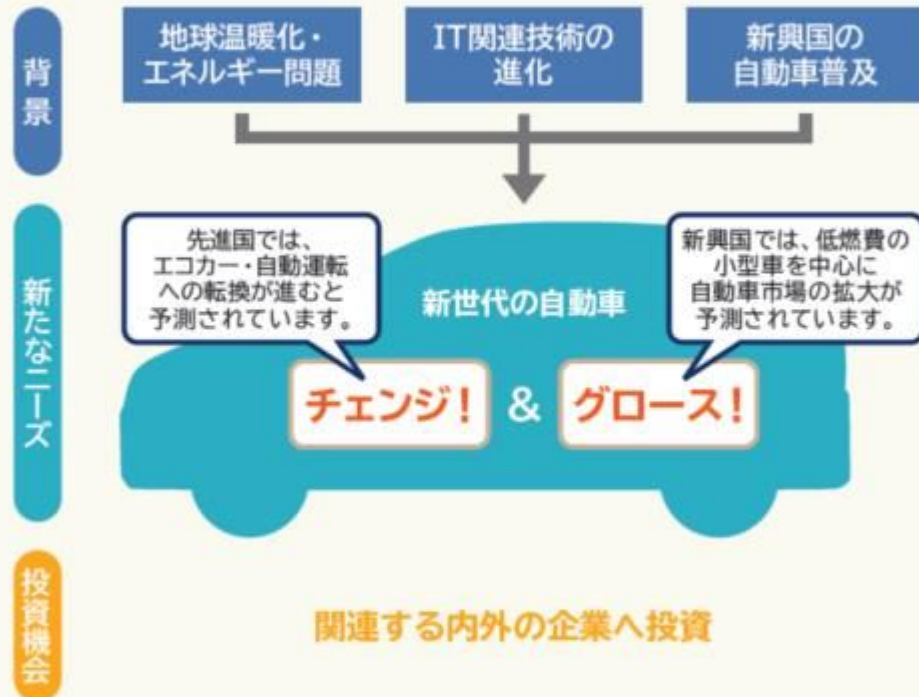 背景
地球温暖化・
エネルギー問題
IT関連技術の
進化
新興国の
自動車普及
新たなニーズ
先進国では、
エコカー・自動運転
への転換が進むと
予測されています。
新興国では、低燃費の
小型車を中心に
自動車市場の拡大が
予測されています。
新世代の自動車
チェンジ! & グロース!
投資機会
関連する内外の企業へ投資